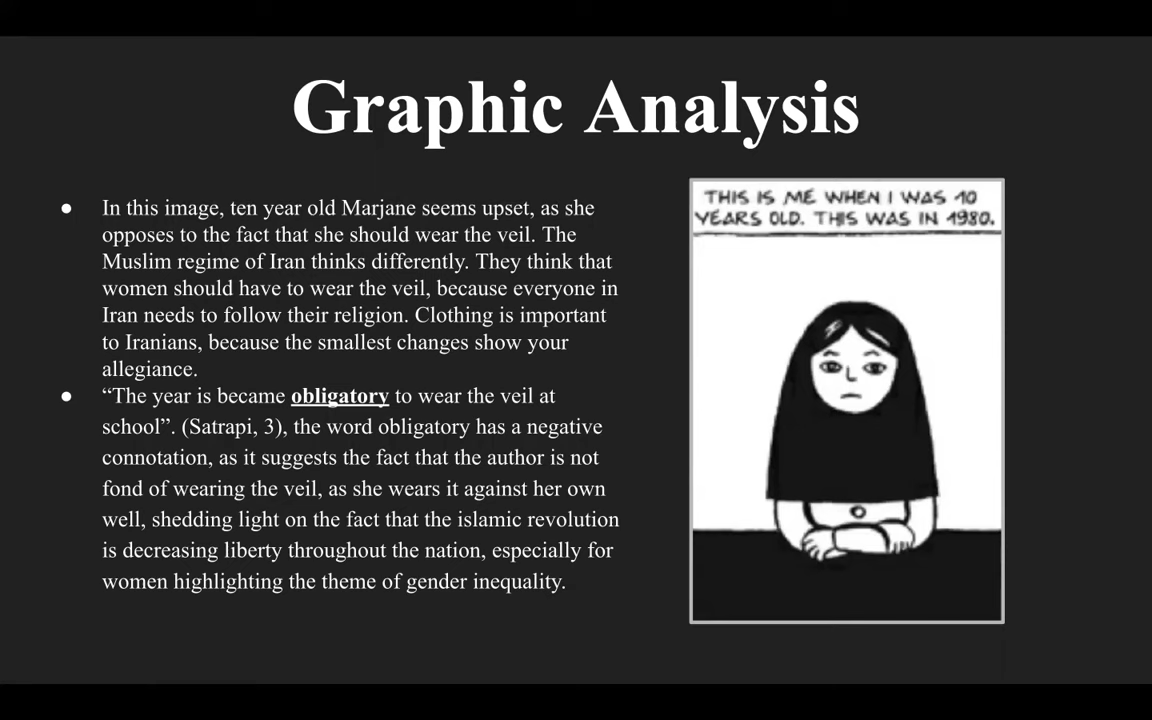 Graphic Analysis
● In this image, ten year old Marjane seems upset, as she
opposes to the fact that she should wear the veil. The
Muslim regime of Iran thinks differently. They think that
women should have to wear the veil, because everyone in
Iran needs to follow their religion. Clothing is important
to Iranians, because the smallest changes show your
allegiance.
● “The year is became obligatory to wear the veil at
school”. (Satrapi, 3), the word obligatory has a negative
connotation, as it suggests the fact that the author is not
fond of wearing the veil, as she wears it against her own
well, shedding light on the fact that the islamic revolution
is decreasing liberty throughout the nation, especially for
women highlighting the theme of gender inequality.
THIS IS ME WHEN I WAS 10
YEARS OLD. THIS WAS IN 1980.